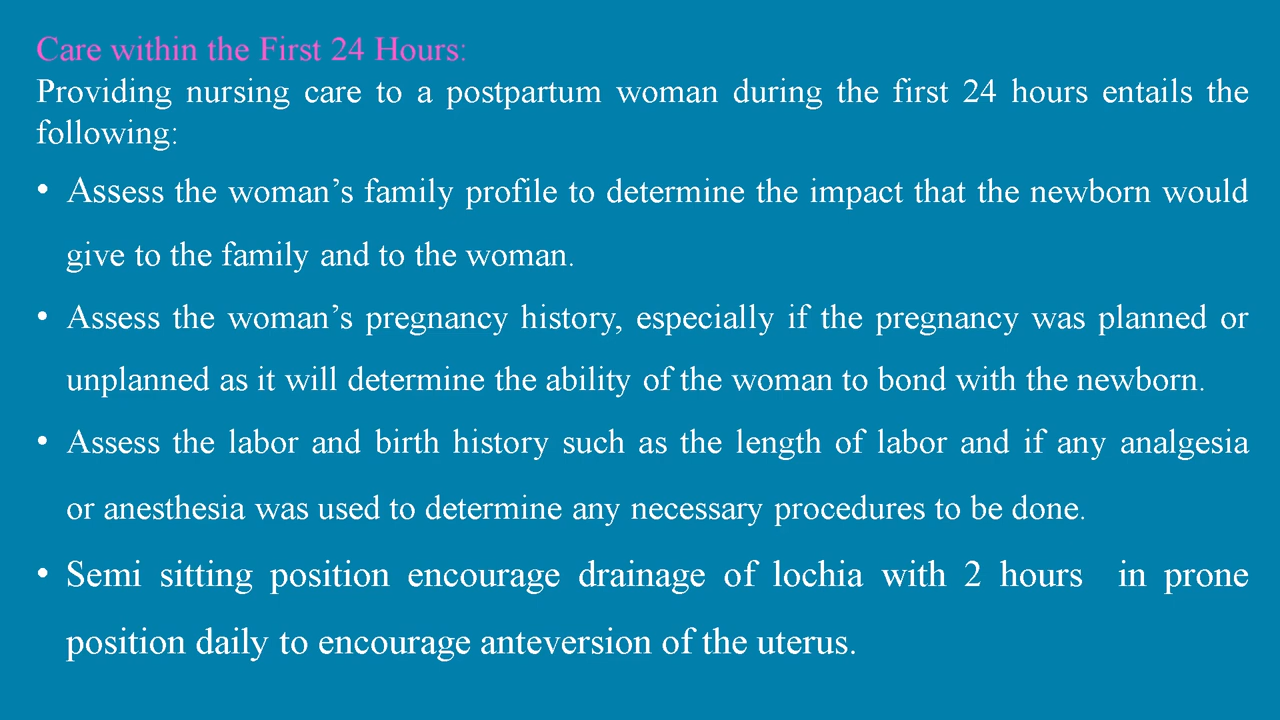 Care within the First 24 Hours:
Providing nursing care to a postpartum woman during the first 24 hours entails the
following:
• Assess the woman’s family profile to determine the impact that the newborn would
give to the family and to the woman.
• Assess the woman’s pregnancy history, especially if the pregnancy was planned or
unplanned as it will determine the ability of the woman to bond with the newborn.
• Assess the labor and birth history such as the length of labor and if any analgesia
or anesthesia was used to determine any necessary procedures to be done.
• Semi sitting position encourage drainage of lochia with 2 hours in prone
position daily to encourage anteversion of the uterus.